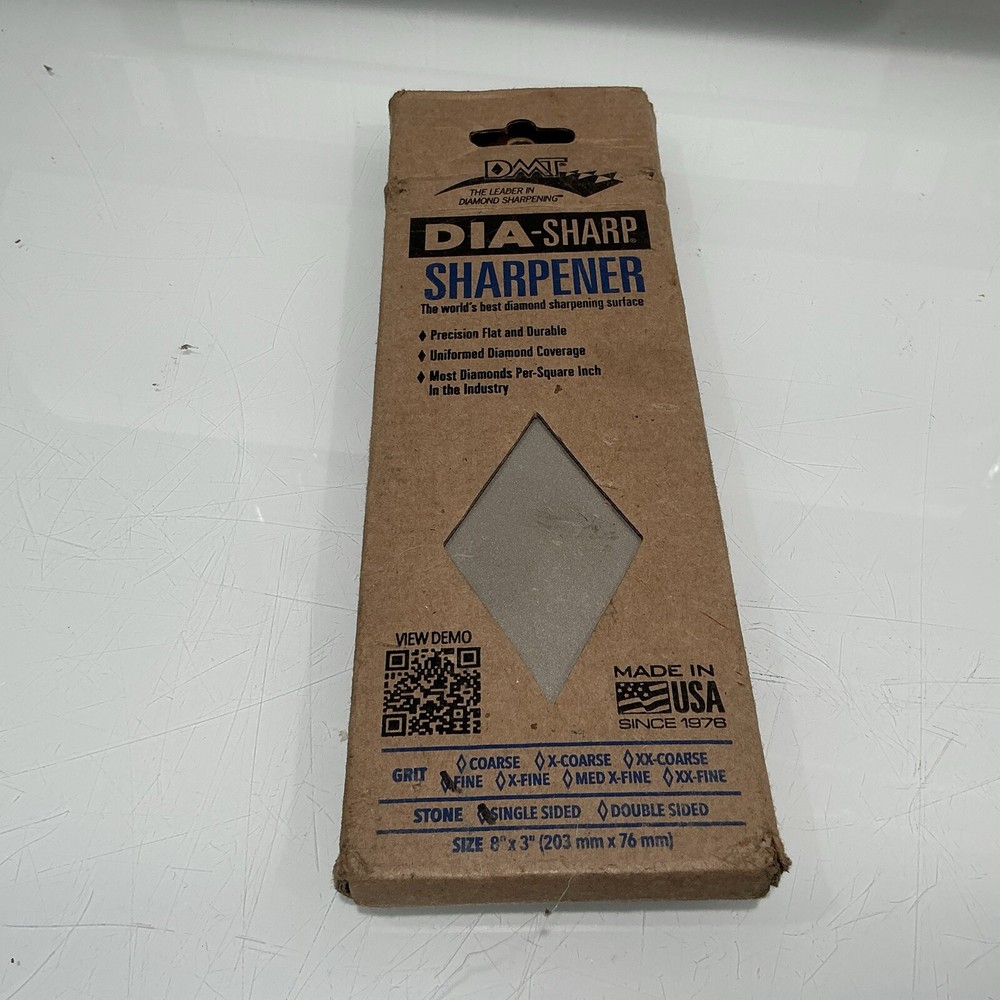 DMT
THE LEADER IN
DIAMOND SHARPENING™
DIA-SHARP®
SHARPENER
The world's best diamond sharpening surface
♦ Precision Flat and Durable
♦ Uniformed Diamond Coverage
♦ Most Diamonds Per-Square Inch
In the Industry
VIEW DEMO
MADE IN
USA
SINCE 1976
GRIT ◊ COARSE ◊ X-COARSE ◊ XX-COARSE
◊ FINE ◊ X-FINE ◊ MED X-FINE ◊ XX-FINE
STONE ◊ SINGLE SIDED ◊ DOUBLE SIDED
SIZE 8" x 3" (203 mm x 76 mm)